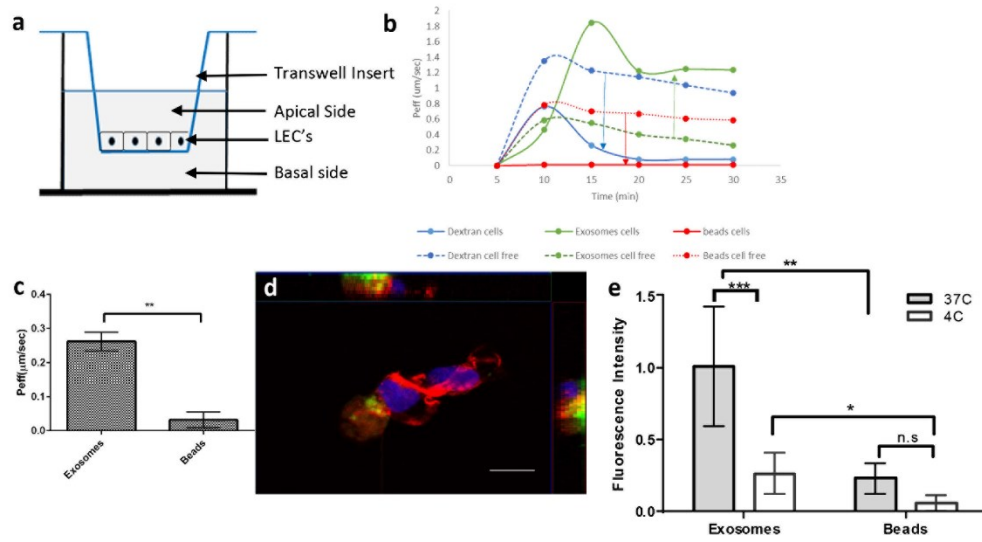 a
Transwell Insert
Apical Side
LEC's
Basal side
b
Peff (um/sec)
2
1.8
1.6
1.4
1.2
1
0.8
0.6
0.4
0.2
0
0 5 10 15 20 25 30 35
Time (min)
Dextran cells Exosomes cells beads cells
Dextran cell free Exosomes cell free Beads cell free
c
**
Peff(µm/sec)
0.4
0.3
0.2
0.1
0.0
Exosomes Beads
d
e
**
***
37C
4C
*
n.s
Fluorescence Intensity
1.5
1.0
0.5
0.0
Exosomes Beads